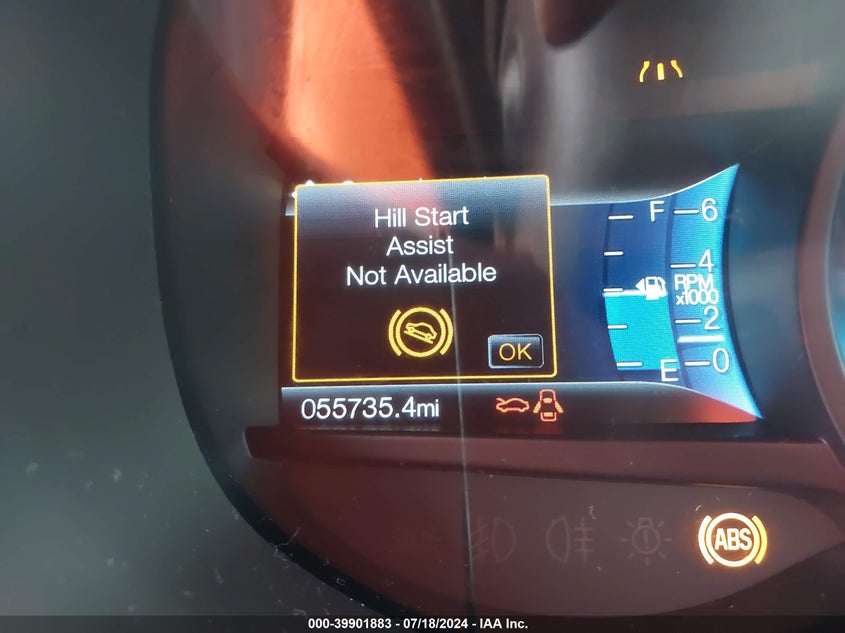 Hill Start
Assist
Not Available
OK
F
6
4
RPM
x1000
2
E
0
055735.4mi
ABS
000-39901883 - 07/18/2024 - IAA Inc.